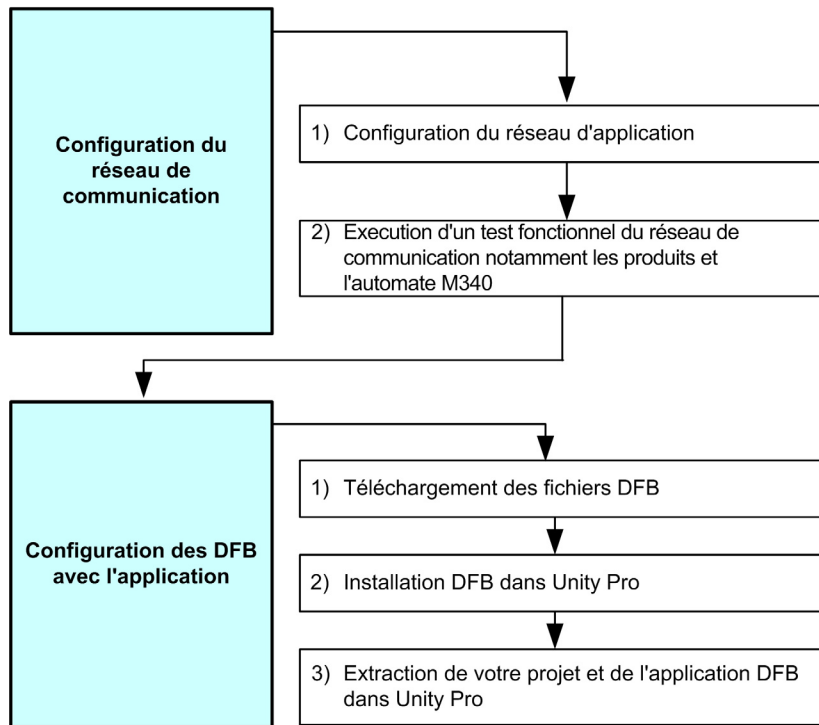 Configuration du
réseau de
communication
1) Configuration du réseau d'application
2) Execution d'un test fonctionnel du réseau de
communication notamment les produits et
l'automate M340
Configuration des DFB
avec l'application
1) Téléchargement des fichiers DFB
2) Installation DFB dans Unity Pro
3) Extraction de votre projet et de l'application DFB
dans Unity Pro